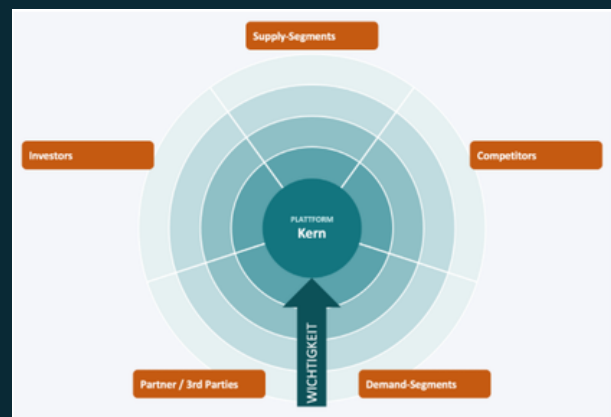 Supply-Segments
Investors
Competitors
PLATTFORM
Kern
WICHTIGKEIT
Partner / 3rd Parties
Demand-Segments